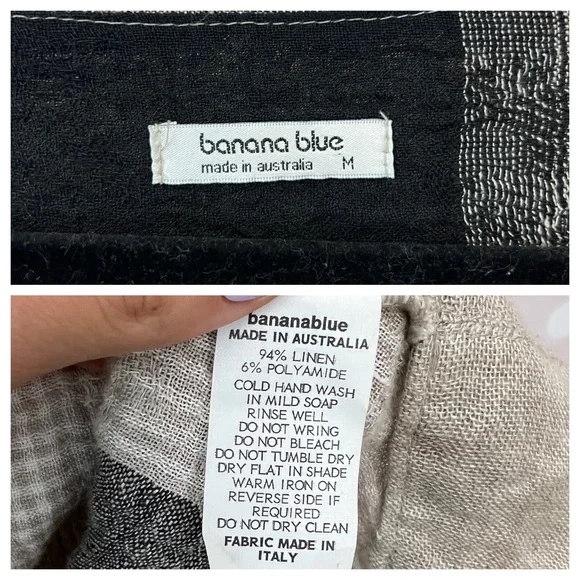 banana blue
made in australia M
bananablue
MADE IN AUSTRALIA
94% LINEN
6% POLYAMIDE
COLD HAND WASH
IN MILD SOAP
RINSE WELL
DO NOT WRING
DO NOT BLEACH
DO NOT TUMBLE DRY
DRY FLAT IN SHADE
WARM IRON ON
REVERSE SIDE IF
REQUIRED
DO NOT DRY CLEAN
FABRIC MADE IN
ITALY